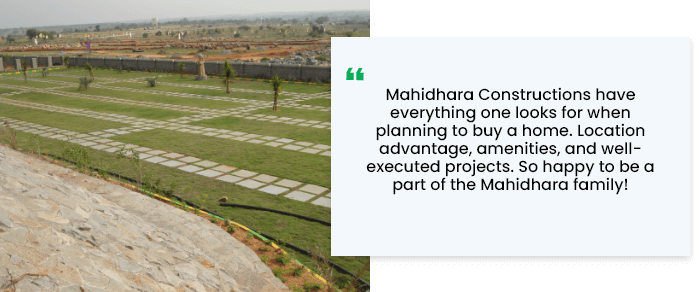 “
Mahidhara Constructions have
everything one looks for when
planning to buy a home. Location
advantage, amenities, and well-
executed projects. So happy to be a
part of the Mahidhara family!